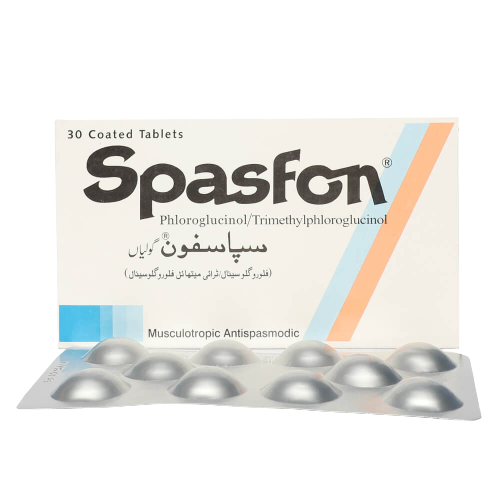 30 Coated Tablets
Spasfon®
Phloroglucinol/Trimethylphloroglucinol
سپاسفون® گولیاں
(فلوروگلوسینال/ٹرائی میتھائل فلوروگلوسینال)
Musculotropic Antispasmodic